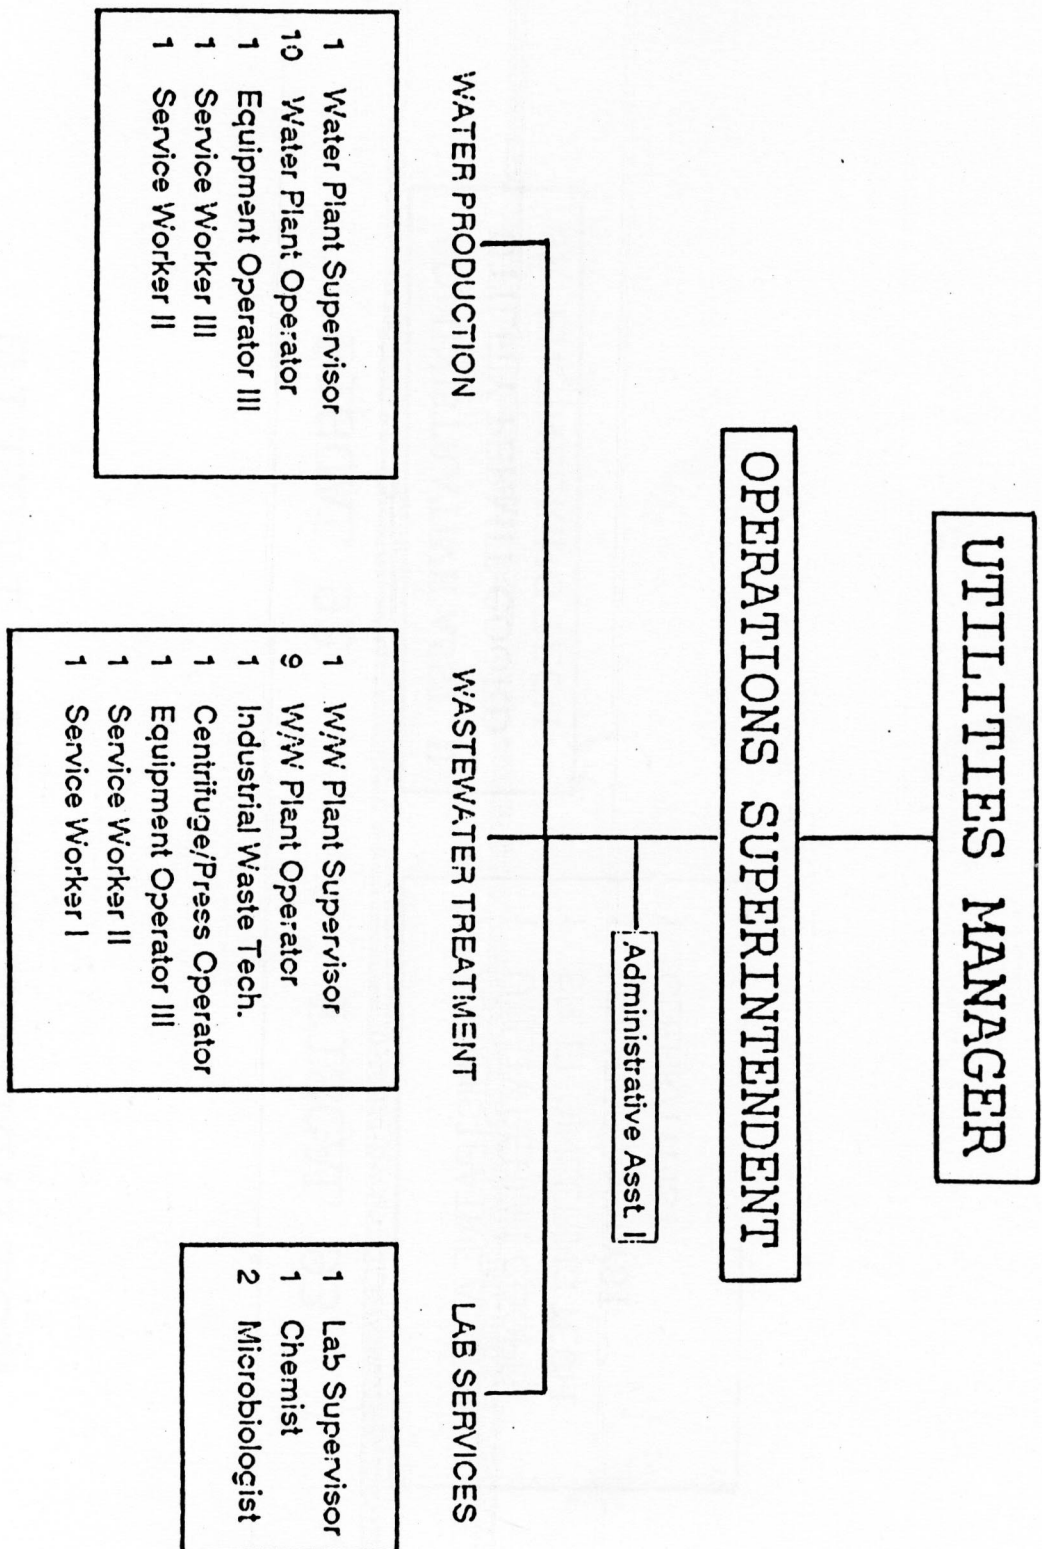 UTILITIES MANAGER
OPERATIONS SUPERINTENDENT
Administrative Asst. I
WATER PRODUCTION
1 Water Plant Supervisor
10 Water Plant Operator
1 Equipment Operator III
1 Service Worker III
1 Service Worker II
WASTEWATER TREATMENT
1 W/W Plant Supervisor
9 W/W Plant Operator
1 Industrial Waste Tech.
1 Centrifuge/Press Operator
1 Equipment Operator III
1 Service Worker II
1 Service Worker I
LAB SERVICES
1 Lab Supervisor
1 Chemist
2 Microbiologist